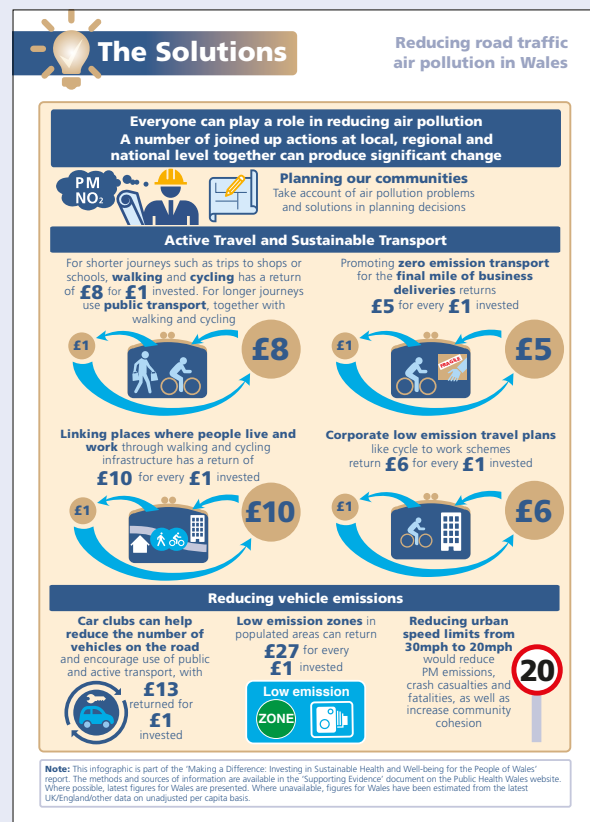 The Solutions
Reducing road traffic
air pollution in Wales
Everyone can play a role in reducing air pollution
A number of joined up actions at local, regional and
national level together can produce significant change
PM
NO₂
Planning our communities
Take account of air pollution problems
and solutions in planning decisions
Active Travel and Sustainable Transport
For shorter journeys such as trips to shops or
schools, walking and cycling has a return
of £8 for £1 invested. For longer journeys
use public transport, together with
walking and cycling
£1
£8
Promoting zero emission transport
for the final mile of business
deliveries returns
£5 for every £1 invested
£1
FRAGILE
£5
Linking places where people live and
work through walking and cycling
infrastructure has a return of
£10 for every £1 invested
£1
£10
Corporate low emission travel plans
like cycle to work schemes
return £6 for every £1 invested
£1
£6
Reducing vehicle emissions
Car clubs can help
reduce the number of
vehicles on the road
and encourage use of public
and active transport, with
£13
returned for
£1
invested
Low emission zones in
populated areas can return
£27 for every
£1 invested
Low emission
ZONE
Reducing urban
speed limits from
30mph to 20mph
would reduce
PM emissions,
crash casualties and
fatalities, as well as
increase community
cohesion
20
Note: This infographic is part of the 'Making a Difference: Investing in Sustainable Health and Well-being for the People of Wales'
report. The methods and sources of information are available in the 'Supporting Evidence' document on the Public Health Wales website.
Where possible, latest figures for Wales are presented. Where unavailable, figures for Wales have been estimated from the latest
UK/England/other data on unadjusted per capita basis.